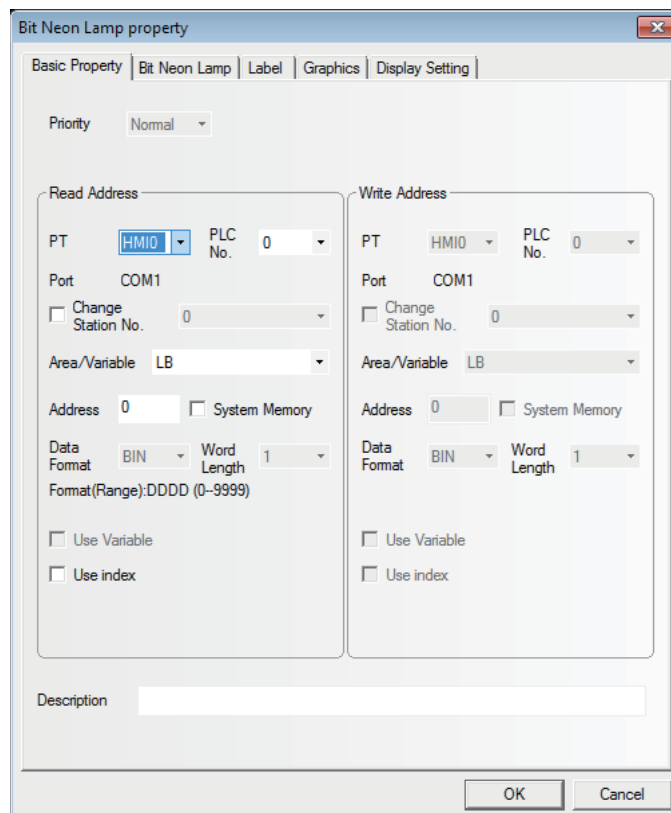 Bit Neon Lamp property
Basic Property Bit Neon Lamp Label Graphics Display Setting
Priority Normal
Read Address
PT HMI0 PLC No. 0
Port COM1
Change Station No. 0
Area/Variable LB
Address 0 System Memory
Data Format BIN Word Length 1
Format(Range):DDDD (0--9999)
Use Variable
Use index
Write Address
PT HMI0 PLC No. 0
Port COM1
Change Station No. 0
Area/Variable LB
Address 0 System Memory
Data Format BIN Word Length 1
Use Variable
Use index
Description
OK Cancel